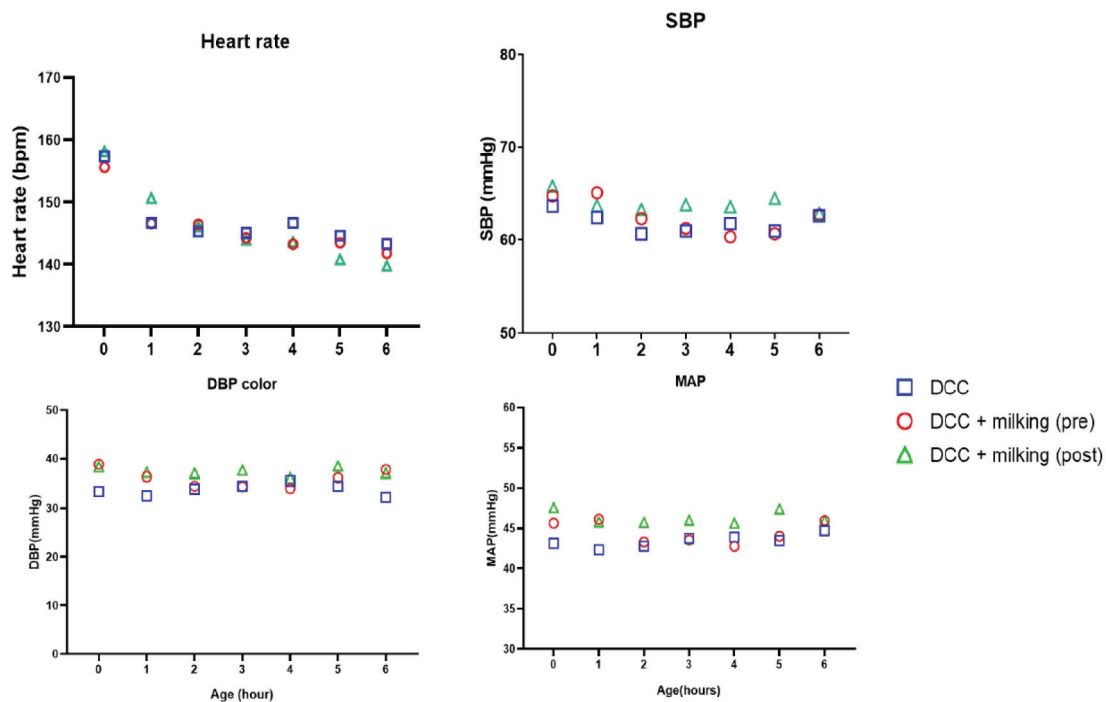 Heart rate
Heart rate (bpm)
170
160
150
140
130
0 1 2 3 4 5 6
SBP
SBP (mmHg)
80
70
60
50
0 1 2 3 4 5 6
DBP color
DBP(mmHg)
50
40
30
20
10
0
0 1 2 3 4 5 6
Age (hour)
MAP
MAP(mmHg)
60
55
50
45
40
35
30
0 1 2 3 4 5 6
Age(hours)
DCC
DCC + milking (pre)
DCC + milking (post)